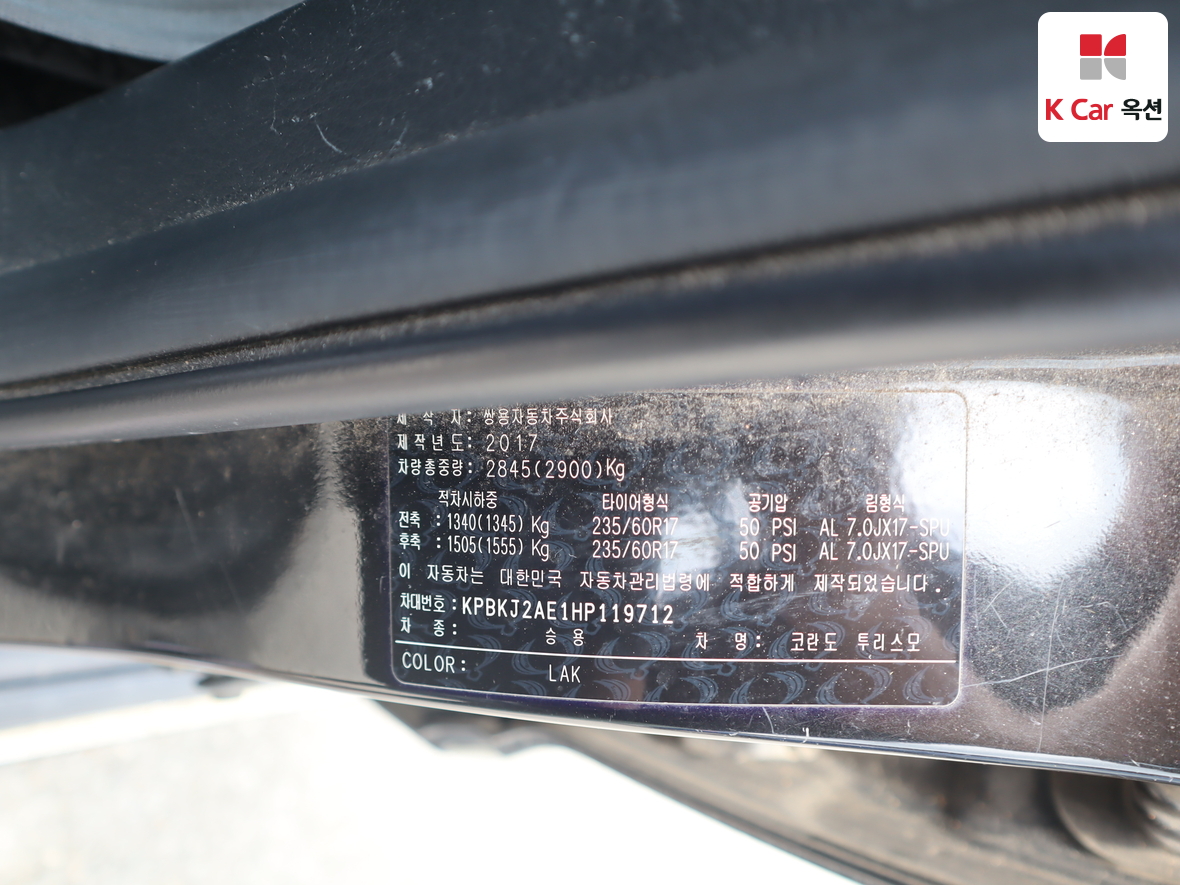 K Car 옥션
제 작 자: 쌍용자동차주식회사
제작년도: 2017
차량총중량: 2845(2900)Kg
적차시하중 타이어형식 공기압 림형식
전축 : 1340(1345) Kg 235/60R17 50 PSI AL 7.0JX17-SPU
후축 : 1505(1555) Kg 235/60R17 50 PSI AL 7.0JX17-SPU
이 자동차는 대한민국 자동차관리법령에 적합하게 제작되었습니다.
차대번호 : KPBKJ2AE1HP119712
차 종 : 승 용 차 명 : 코란도 투리스모
COLOR: LAK